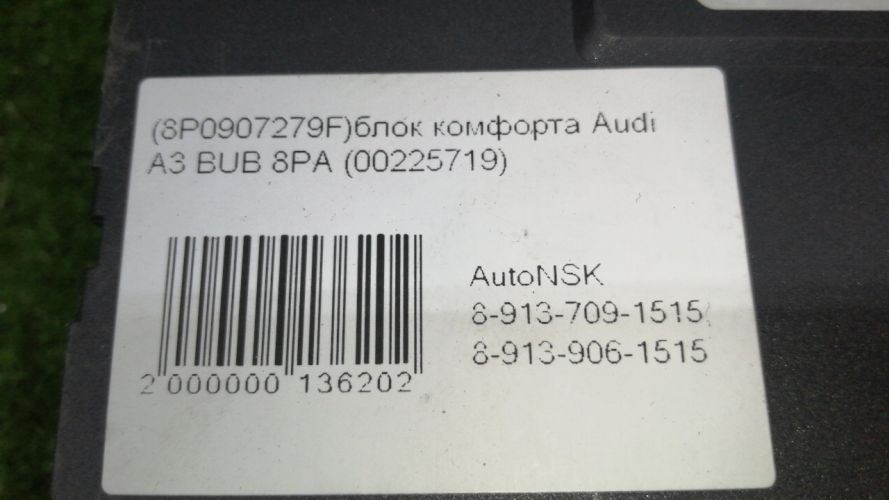 (8P0907279F)блок комфорта Audi
A3 BUB 8PA (00225719)
AutoNSK
8-913-709-1515
8-913-906-1515
2 000000 136202